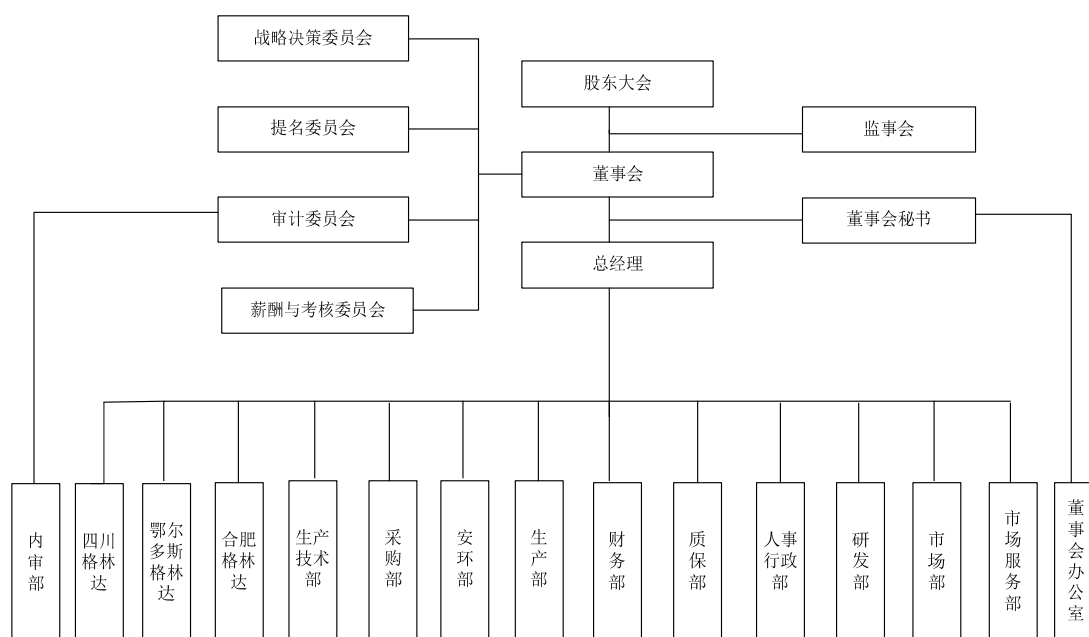 战略决策委员会
股东大会
提名委员会
监事会
董事会
审计委员会
董事会秘书
总经理
薪酬与考核委员会
内审部
四川
格林
达
鄂尔
多斯
格林
达
合肥
格林
达
生产
技术
部
采购部
安环部
生产部
财务部
质保部
人事
行政
部
研发部
市场部
市场服务部
董事会办公室